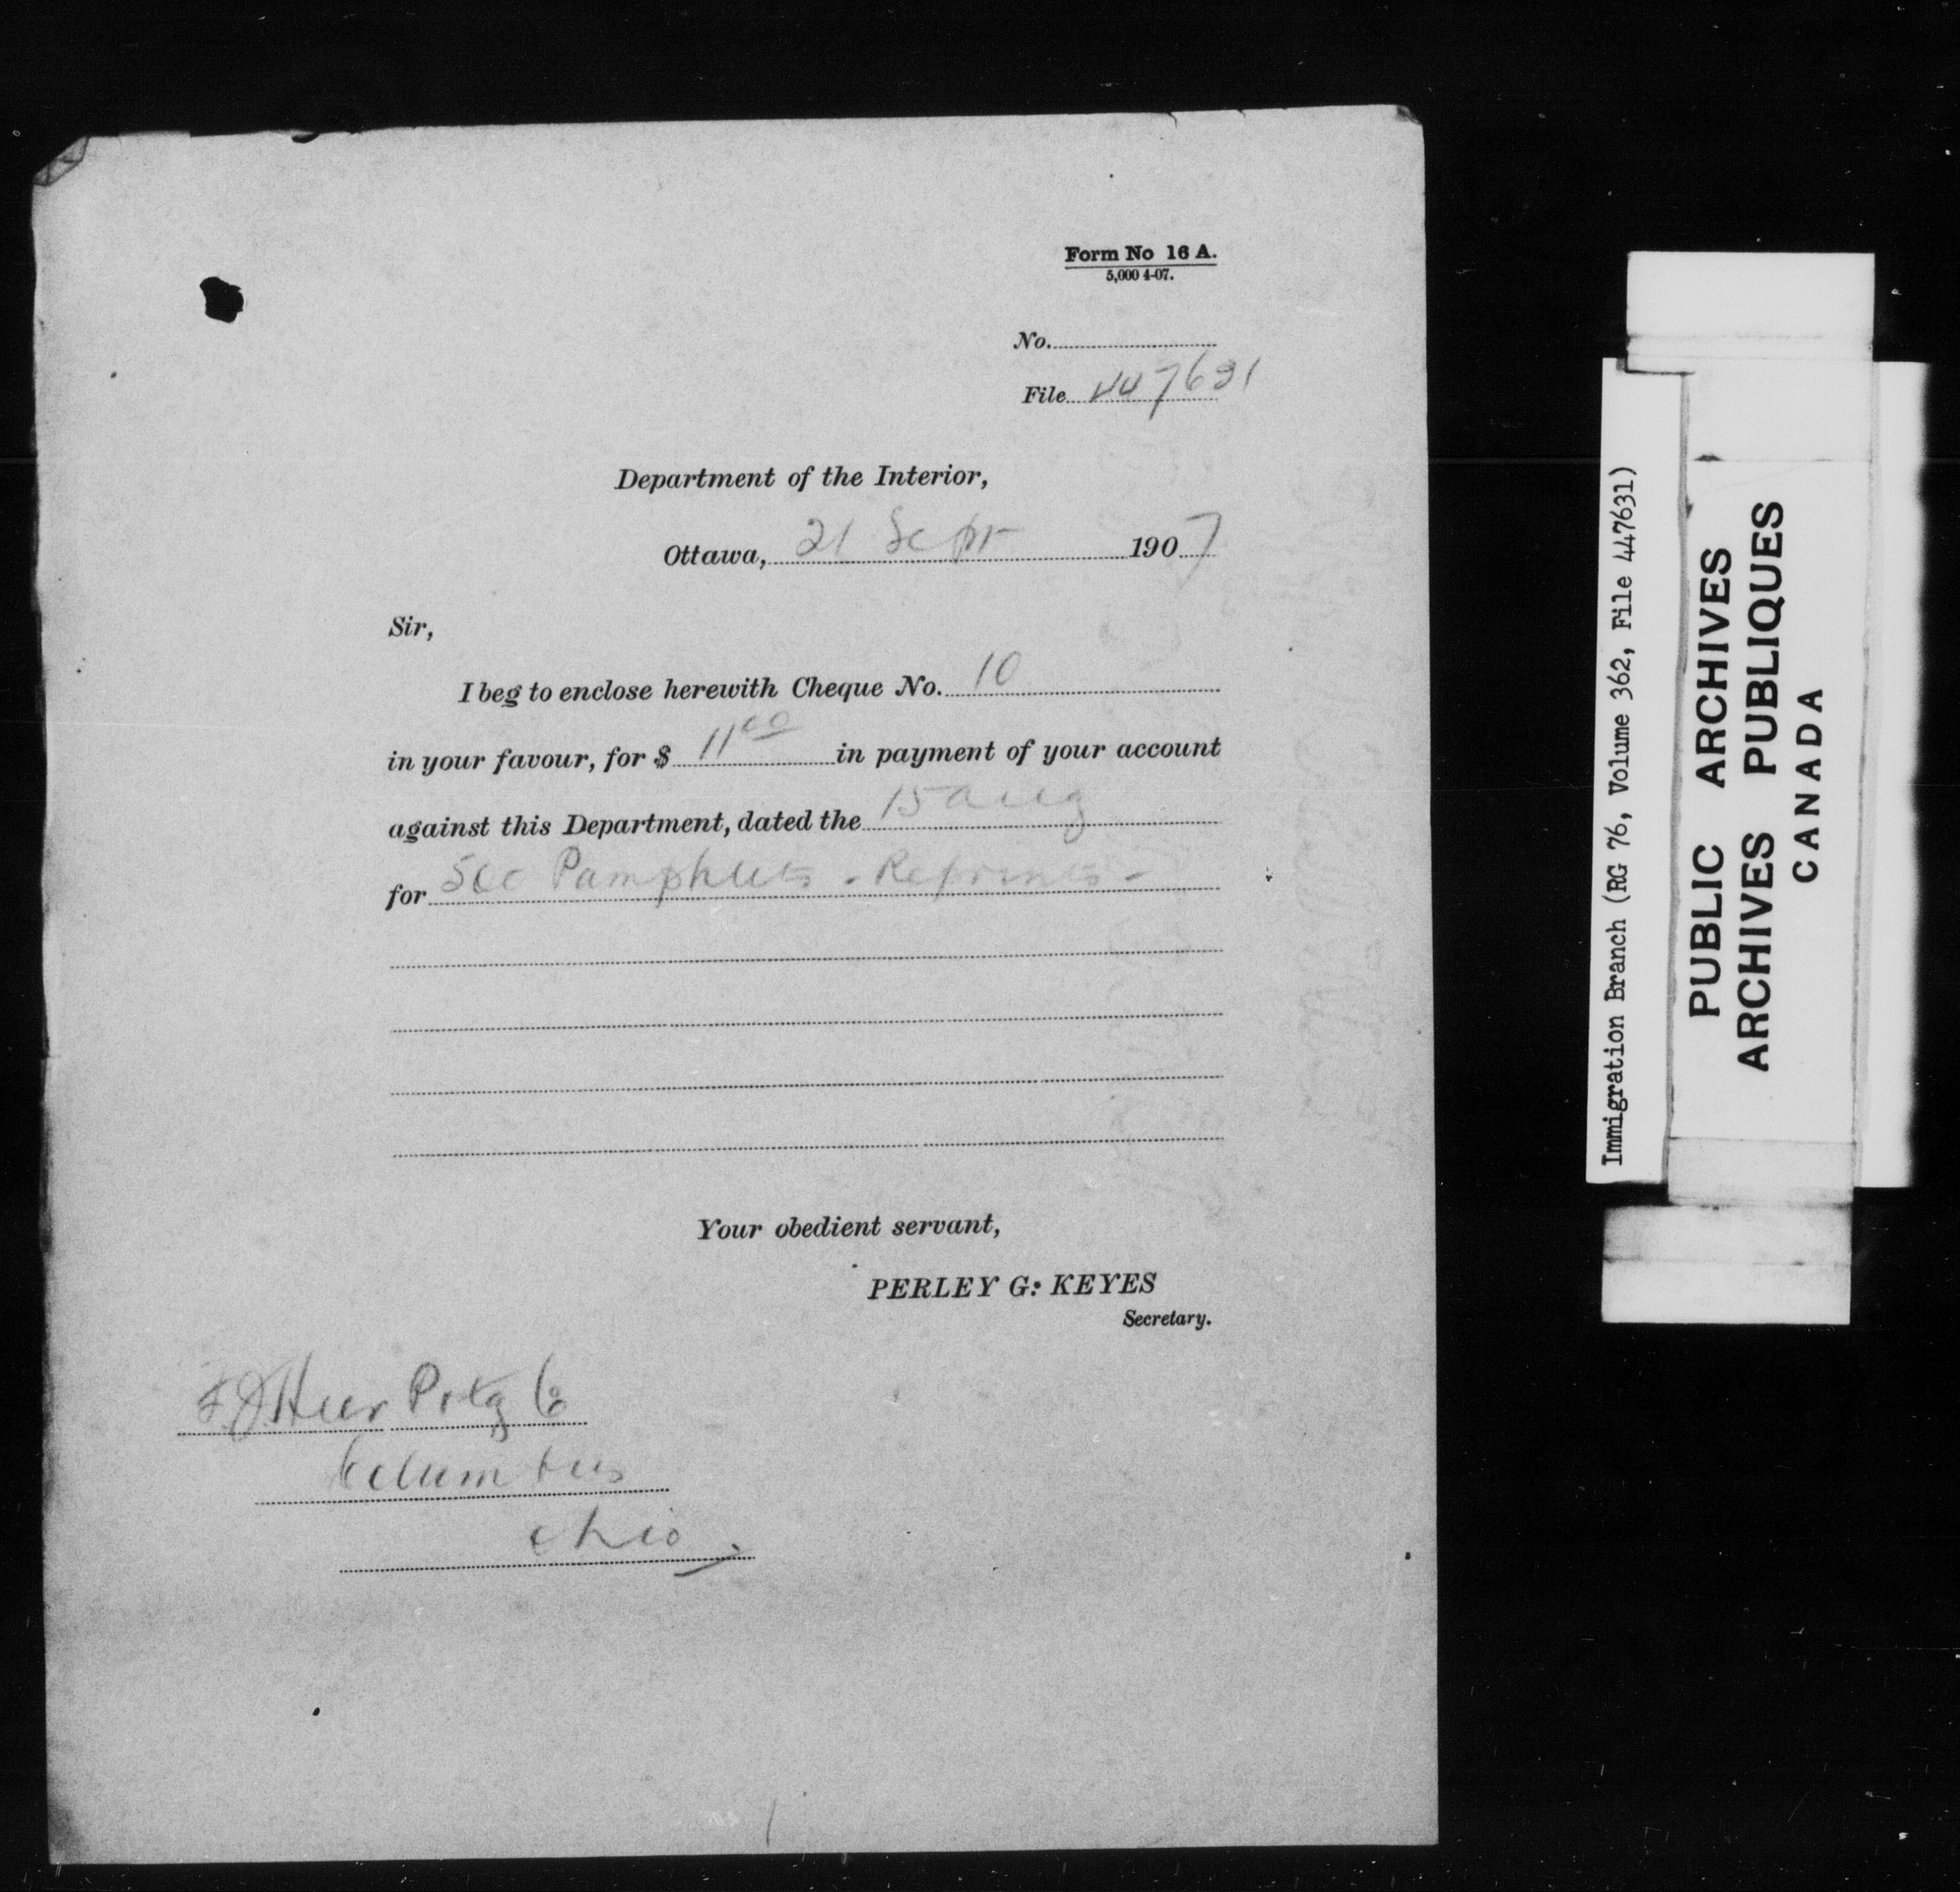 Form No 16 A.
5,000 4-07.
No.
File 447631
Department of the Interior,
Ottawa, 21 Sept 1907
Sir,
I beg to enclose herewith Cheque No. 10
in your favour, for $ 11 00 in payment of your account
against this Department, dated the 15 Aug
for 500 Pamphlets - Reprints -
Your obedient servant,
PERLEY G. KEYES
Secretary.
F J Heer Prtg Co
Columbus
Ohio
Immigration Branch (RG 76, Volume 362, File 447631)
PUBLIC ARCHIVES
ARCHIVES PUBLIQUES
CANADA